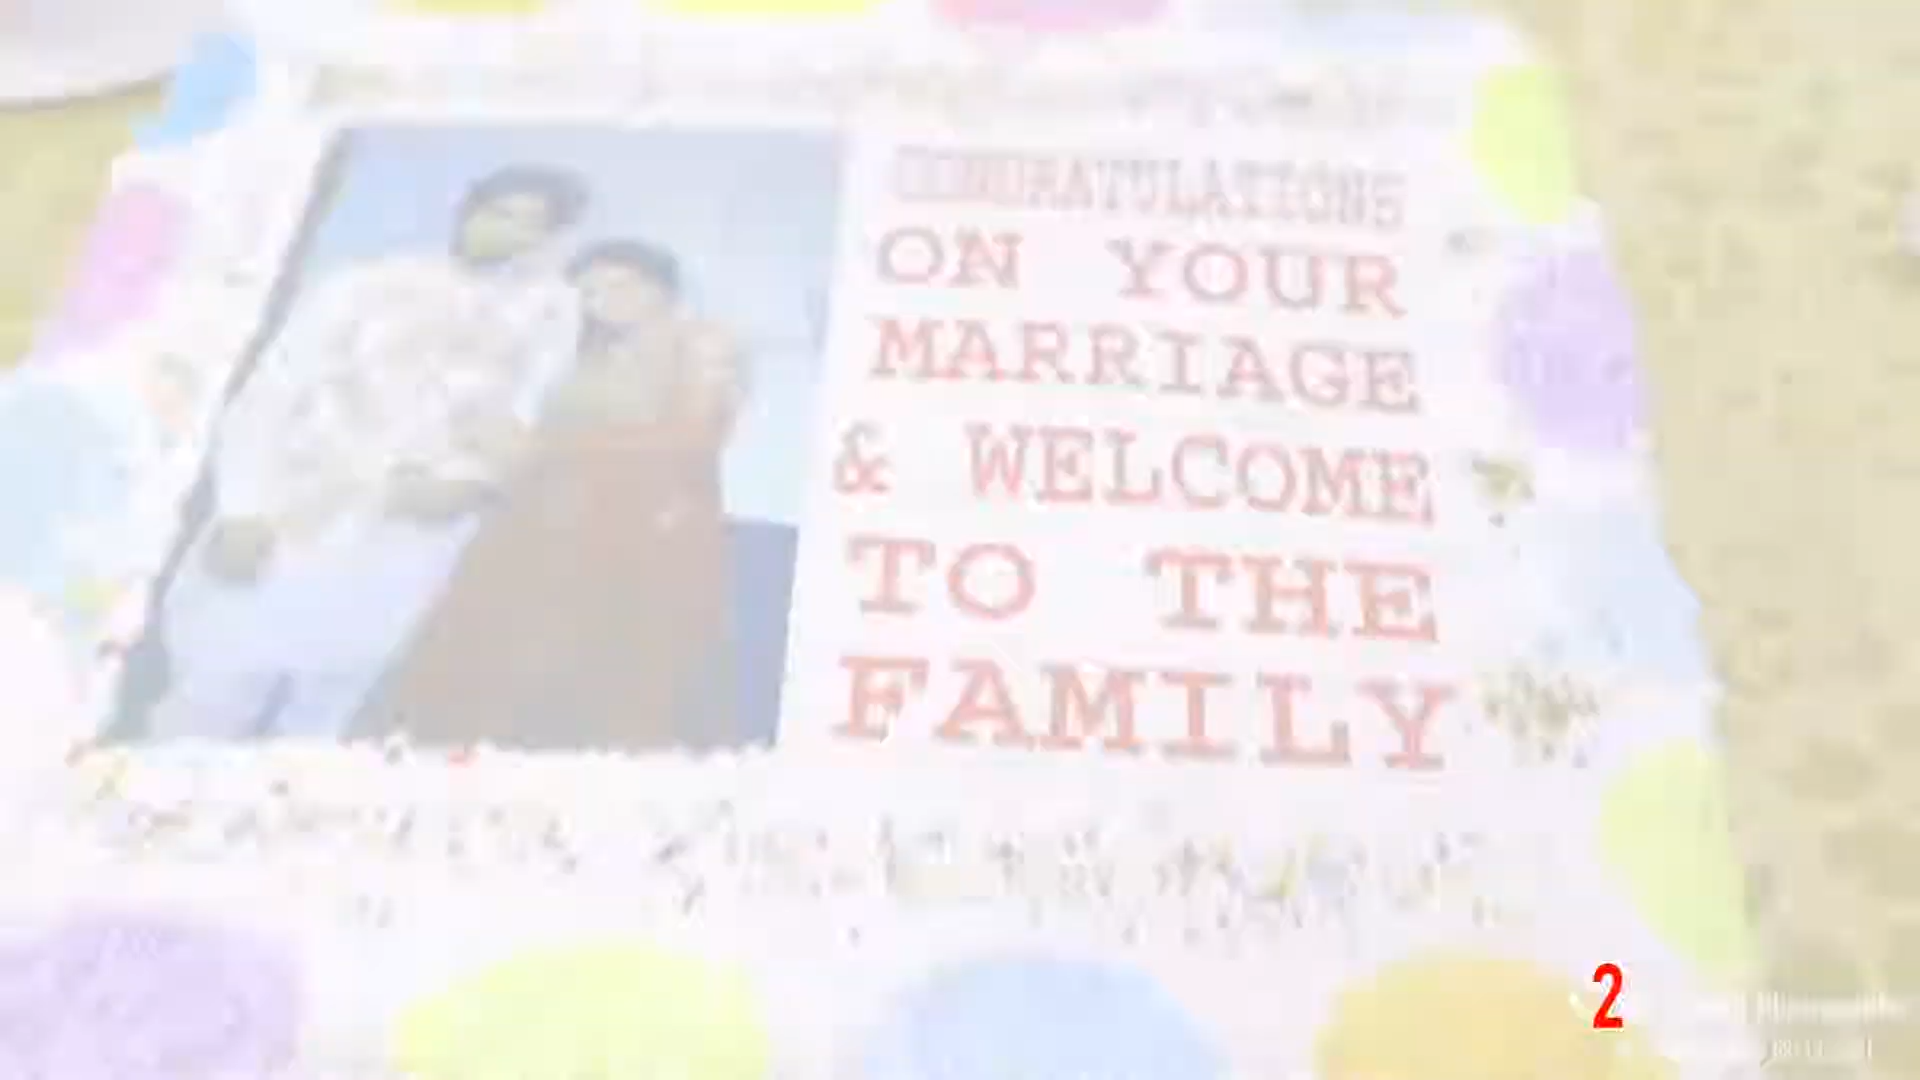 CONGRATULATIONS
ON YOUR
MARRIAGE
& WELCOME
TO THE
FAMILY
2